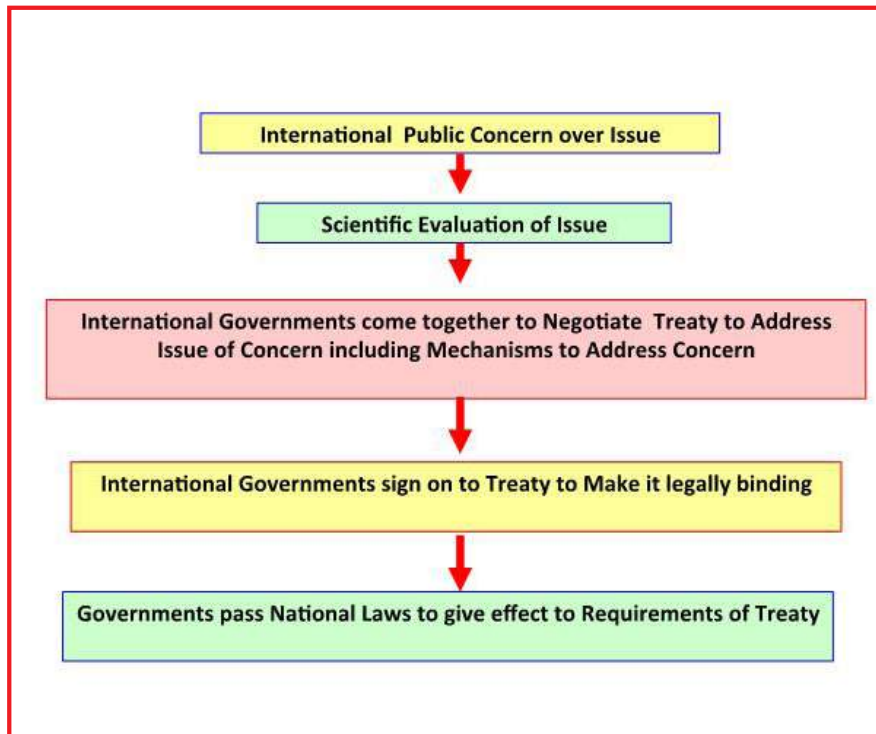 International Public Concern over Issue
Scientific Evaluation of Issue
International Governments come together to Negotiate Treaty to Address
Issue of Concern including Mechanisms to Address Concern
International Governments sign on to Treaty to Make it legally binding
Governments pass National Laws to give effect to Requirements of Treaty